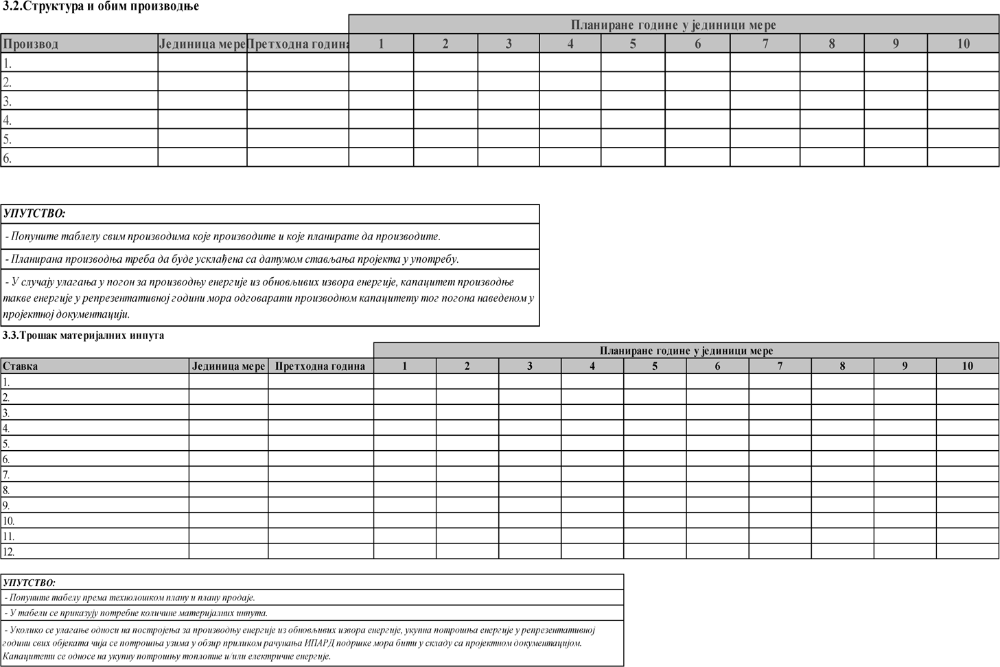 3.2.Структура и обим производње
Планиране године у јединици мере
Производ Јединица мере Претходна година 1 2 3 4 5 6 7 8 9 10
1.
2.
3.
4.
5.
6.
УПУТСТВО:
- Попуните таблелу свим производима које производите и које планирате да производите.
- Планирана производња треба да буде усклађена са датумом стављања пројекта у употребу.
- У случају улагања у погон за производњу енергије из обновљивих извора енергије, капацитет производње
такве енергије у репрезентативној години мора одговарати производном капацитету тог погона наведеном у
пројектној документацији.
3.3.Трошак материјалних инпута
Планиране године у јединици мере
Ставка Јединица мере Претходна година 1 2 3 4 5 6 7 8 9 10
1.
2.
3.
4.
5.
6.
7.
8.
9.
10.
11.
12.
УПУТСТВО:
- Попуните табелу према технолошком плану и плану продаје.
- У табели се приказују потребне количине материјалних инпута.
- Уколико се улагање односи на постројења за производњу енергије из обновљивих извора енергије, укупна потрошња енергије у репрезентативној
години свих објеката чија се потрошња узима у обзир приликом рачунања ИПАРД подршке мора бити у складу са пројектном документацијом.
Капацитети се односе на укупну потрошњу топлотне и/или електричне енергије.